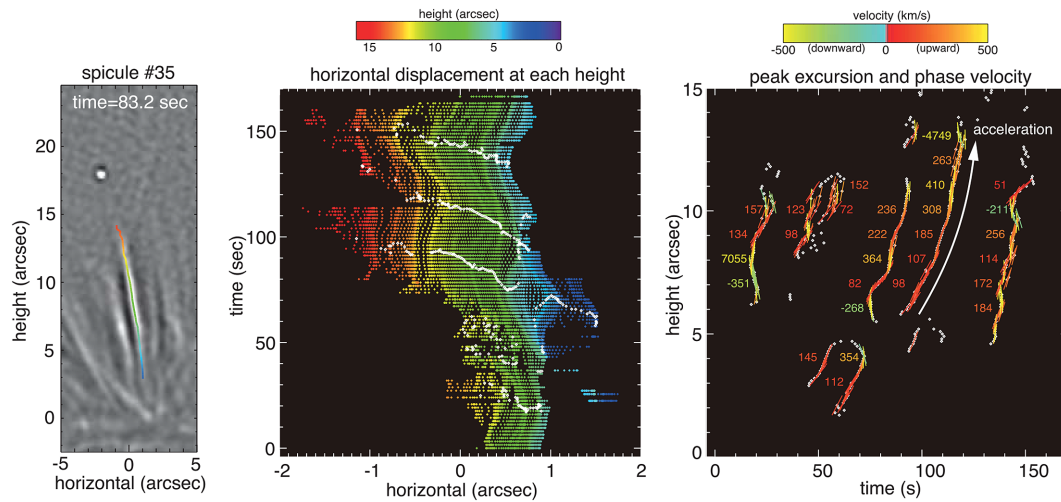 height (arcsec)
15 10 5 0
velocity (km/s)
-500 (downward) 0 (upward) 500
spicule #35
time=83.2 sec
height (arcsec)
20
15
10
5
0
-5 0 5
horizontal (arcsec)
horizontal displacement at each height
time (sec)
150
100
50
0
-2 -1 0 1 2
horizontal (arcsec)
peak excursion and phase velocity
height (arcsec)
15
10
5
0
0 50 100 150
time (s)
acceleration
-4749
263
410
152
51
157
123
72
236
308
-211
134
98
222
185
256
7055
364
107
114
-351
82
98
172
-268
184
145
354
112